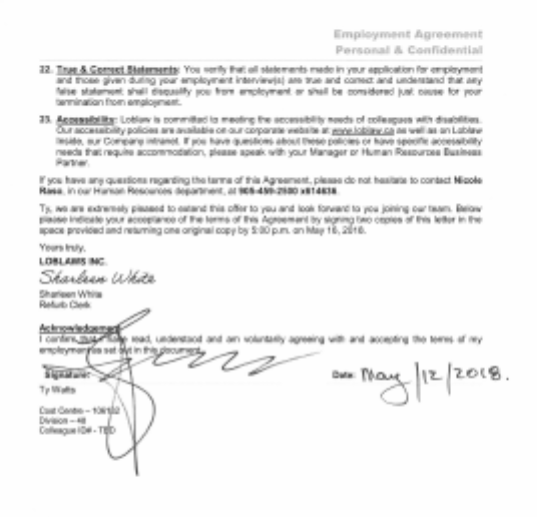 Employment Agreement
Personal & Confidential
22. True & Correct Statements: You verify that all statements made in your application for employment
and those given during your employment interview(s) are true and correct and understand that any
false statement shall disqualify you from employment or shall be considered just cause for your
termination from employment.
23. Accessibility: Loblaw is committed to meeting the accessibility needs of colleagues with disabilities.
Our accessibility policies are available on our corporate website at www.loblaw.ca as well as on Loblaw
Inside, our Company intranet. If you have questions about these policies or have specific accessibility
needs that require accommodation, please speak with your Manager or Human Resources Business
Partner.
If you have any questions regarding the terms of this Agreement, please do not hesitate to contact Nicole
Raso, in our Human Resources department, at 905-459-2500 x614636.
Ty, we are extremely pleased to extend this offer to you and look forward to you joining our team. Below
please indicate your acceptance of the terms of this Agreement by signing two copies of this letter in the
space provided and returning one original copy by 5:00 p.m. on May 16, 2018.
Yours truly,
LOBLAWS INC.
Sharleen White
Sharleen White
Refurb Clerk
Acknowledgement
I confirm that I have read, understood and am voluntarily agreeing with and accepting the terms of my
employment as set out in this document.
Signature: Date: May/12/2018.
Ty Watts
Cost Centre –
Division – 48
Colleague ID# - TBD